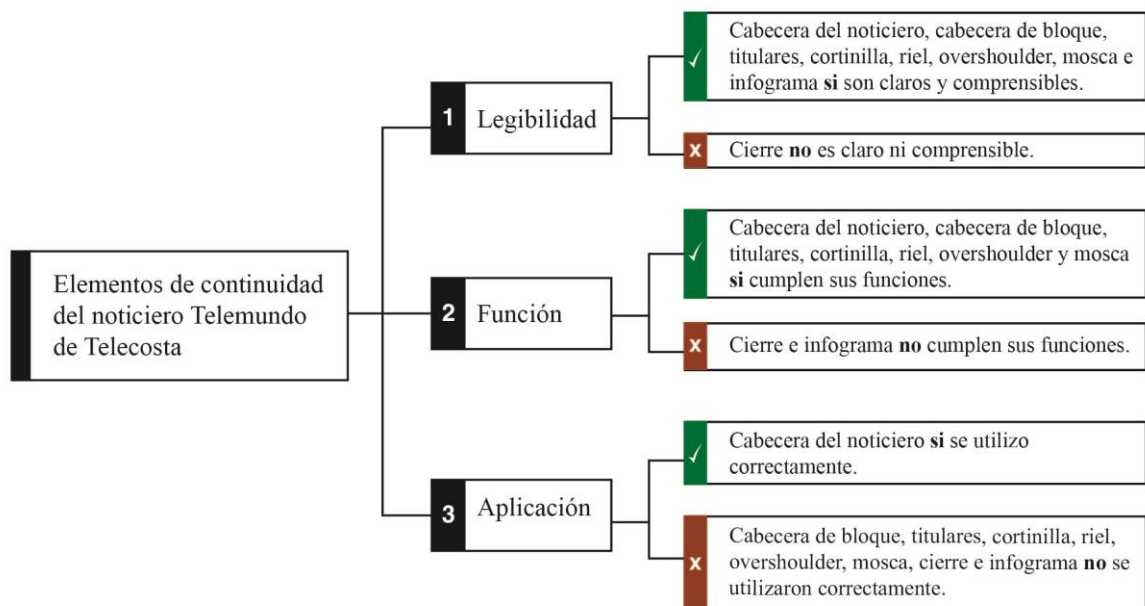 Elementos de continuidad
del noticiero Telemundo
de Telecosta
1
Legibilidad
✓
Cabecera del noticiero, cabecera de bloque,
titulares, cortinilla, riel, overshoulder, mosca e
infograma si son claros y comprensibles.
x
Cierre no es claro ni comprensible.
2
Función
✓
Cabecera del noticiero, cabecera de bloque,
titulares, cortinilla, riel, overshoulder y mosca
si cumplen sus funciones.
x
Cierre e infograma no cumplen sus funciones.
3
Aplicación
✓
Cabecera del noticiero si se utilizo
correctamente.
x
Cabecera de bloque, titulares, cortinilla, riel,
overshoulder, mosca, cierre e infograma no se
utilizaron correctamente.